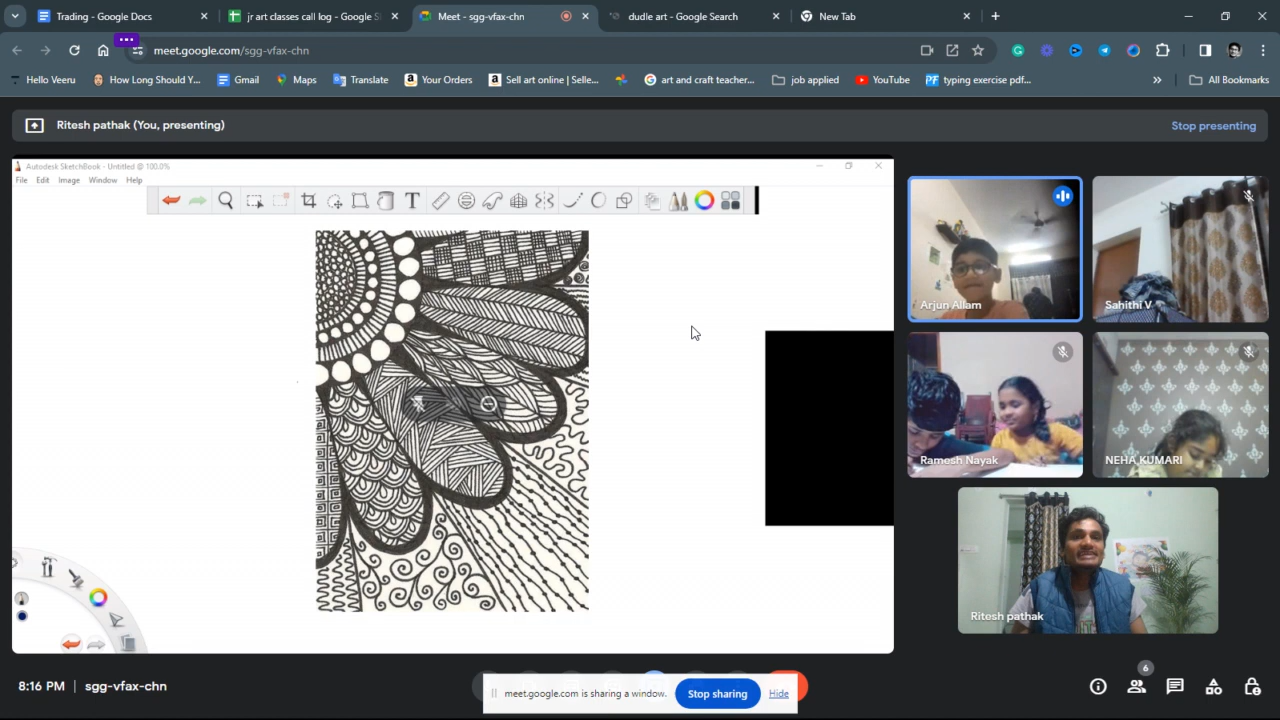 Trading - Google Docs
jr art classes call log - Google S
Meet - sgg-vfax-chn
dudle art - Google Search
New Tab
meet.google.com/sgg-vfax-chn
Hello Veeru
How Long Should Y...
Gmail
Maps
Translate
Your Orders
Sell art online | Selle...
art and craft teacher...
job applied
YouTube
typing exercise pdf...
All Bookmarks
Ritesh pathak (You, presenting)
Stop presenting
Autodesk SketchBook - Untitled @ 100.0%
File Edit Image Window Help
Arjun Allam
Sahithi V
Ramesh Nayak
NEHA KUMARI
Ritesh pathak
8:16 PM | sgg-vfax-chn
meet.google.com is sharing a window.
Stop sharing
Hide
6